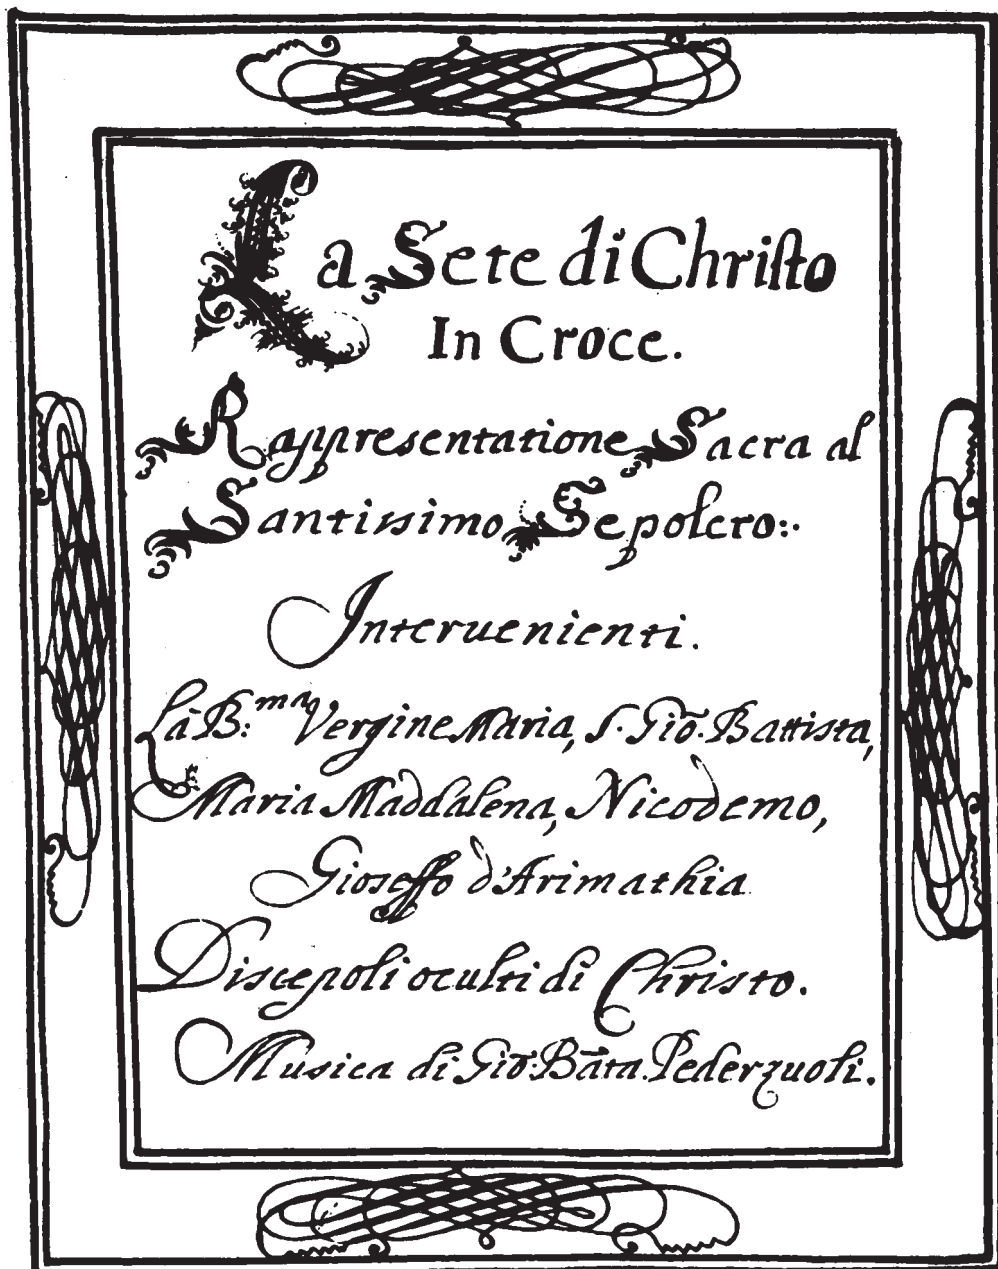 La Sete di Christo
In Croce.
Rappresentatione Sacra al
Santissimo Sepolcro:.
Interuenienti.
La B:ma Vergine Maria, S. Gio: Battista,
Maria Maddalena, Nicodemo,
Gioseffo d'Arimathia
Discepoli oculti di Christo.
Musica di Gio: Bãta. Pederzuoli.